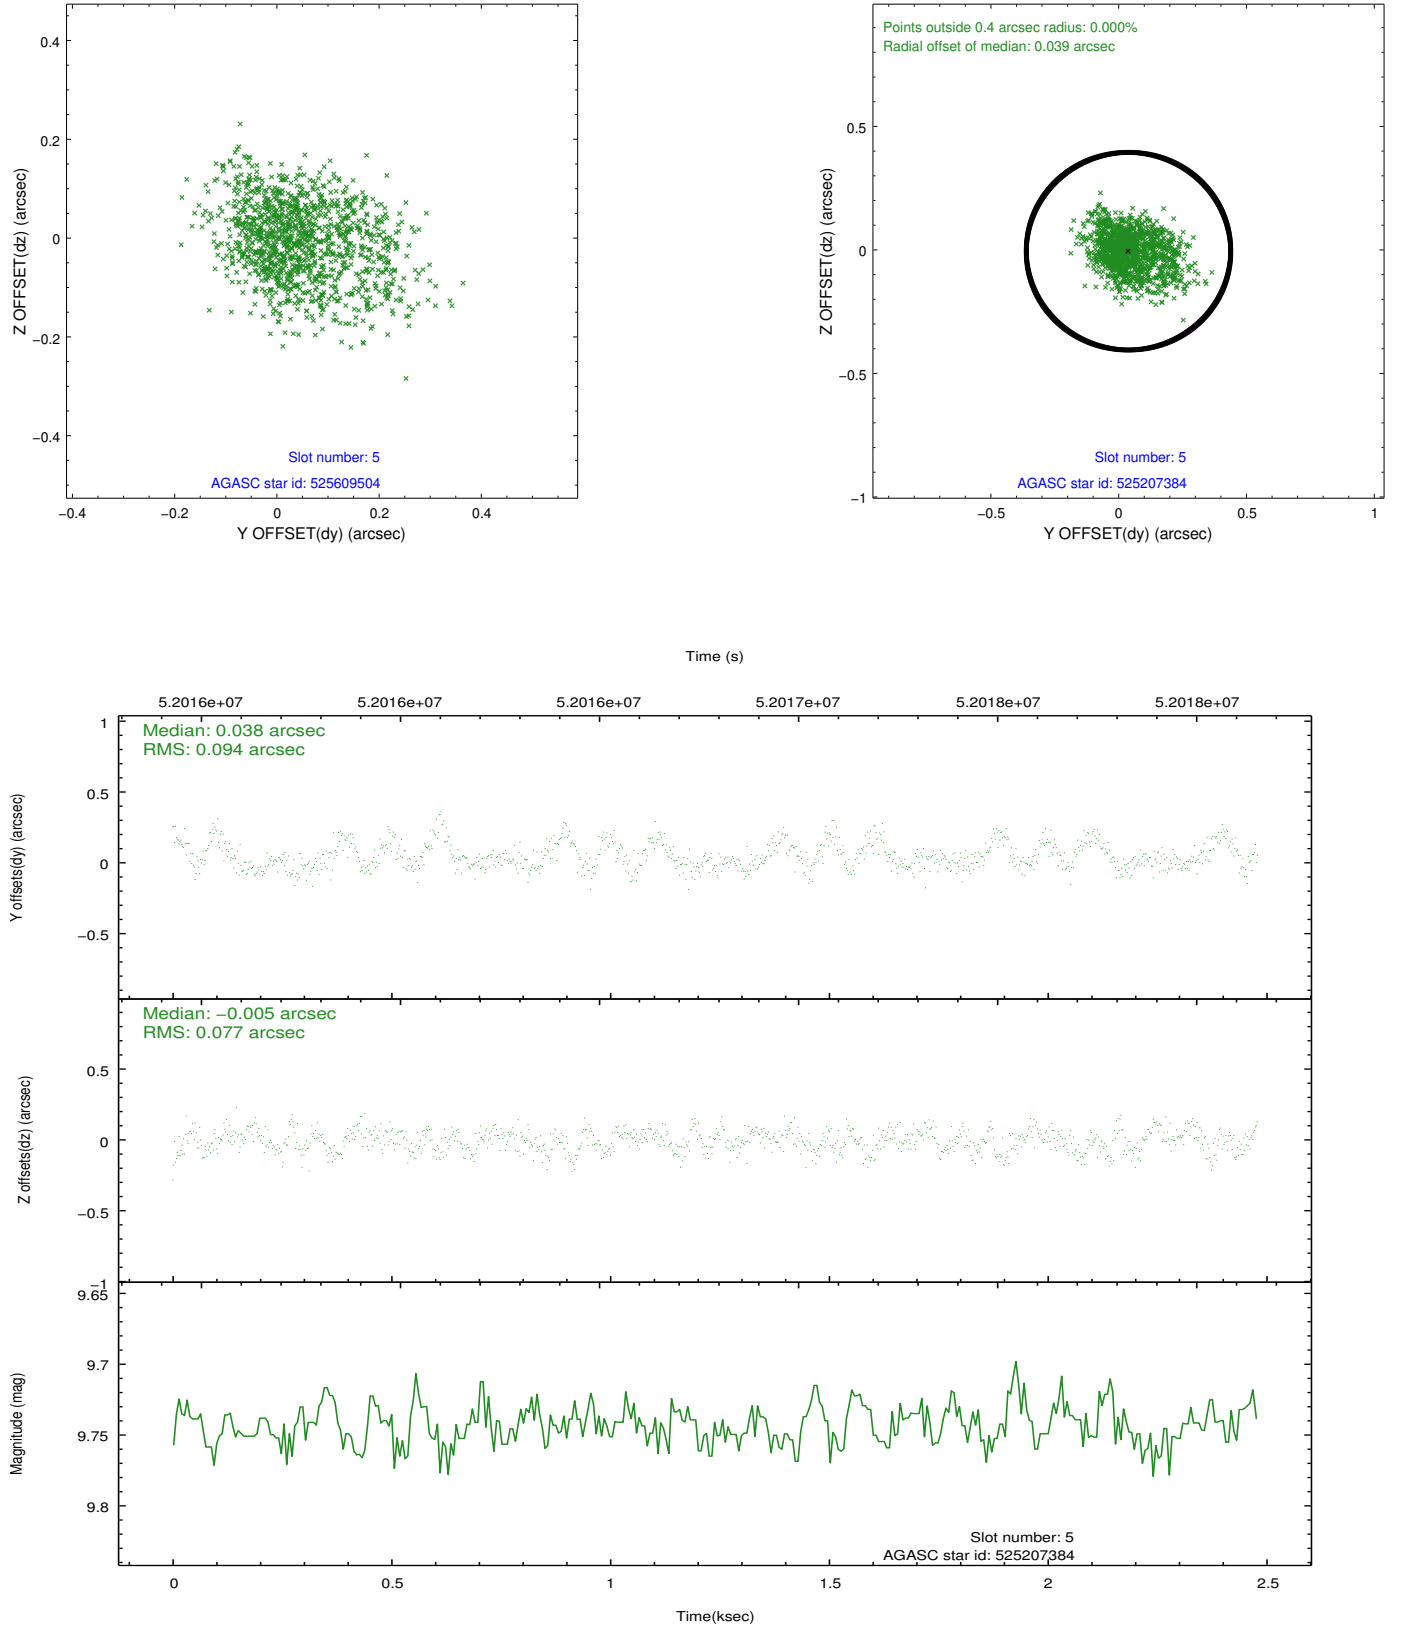 0.4
0.2
0
−0.2
−0.4
Z OFFSET(dz) (arcsec)
Slot number: 5
AGASC star id: 525609504
−0.4
−0.2
0
0.2
0.4
Y OFFSET(dy) (arcsec)
Points outside 0.4 arcsec radius: 0.000%
Radial offset of median: 0.039 arcsec
0.5
0
−0.5
−1
Z OFFSET(dz) (arcsec)
Slot number: 5
AGASC star id: 525207384
−0.5
0
0.5
1
Y OFFSET(dy) (arcsec)
Time (s)
5.2016e+07
5.2016e+07
5.2016e+07
5.2017e+07
5.2018e+07
5.2018e+07
Median: 0.038 arcsec
RMS: 0.094 arcsec
1
0.5
0
−0.5
Y offsets(dy) (arcsec)
Median: −0.005 arcsec
RMS: 0.077 arcsec
0.5
0
−0.5
−1
Z offsets(dz) (arcsec)
9.65
9.7
9.75
9.8
Magnitude (mag)
Slot number: 5
AGASC star id: 525207384
0
0.5
1
1.5
2
2.5
Time(ksec)